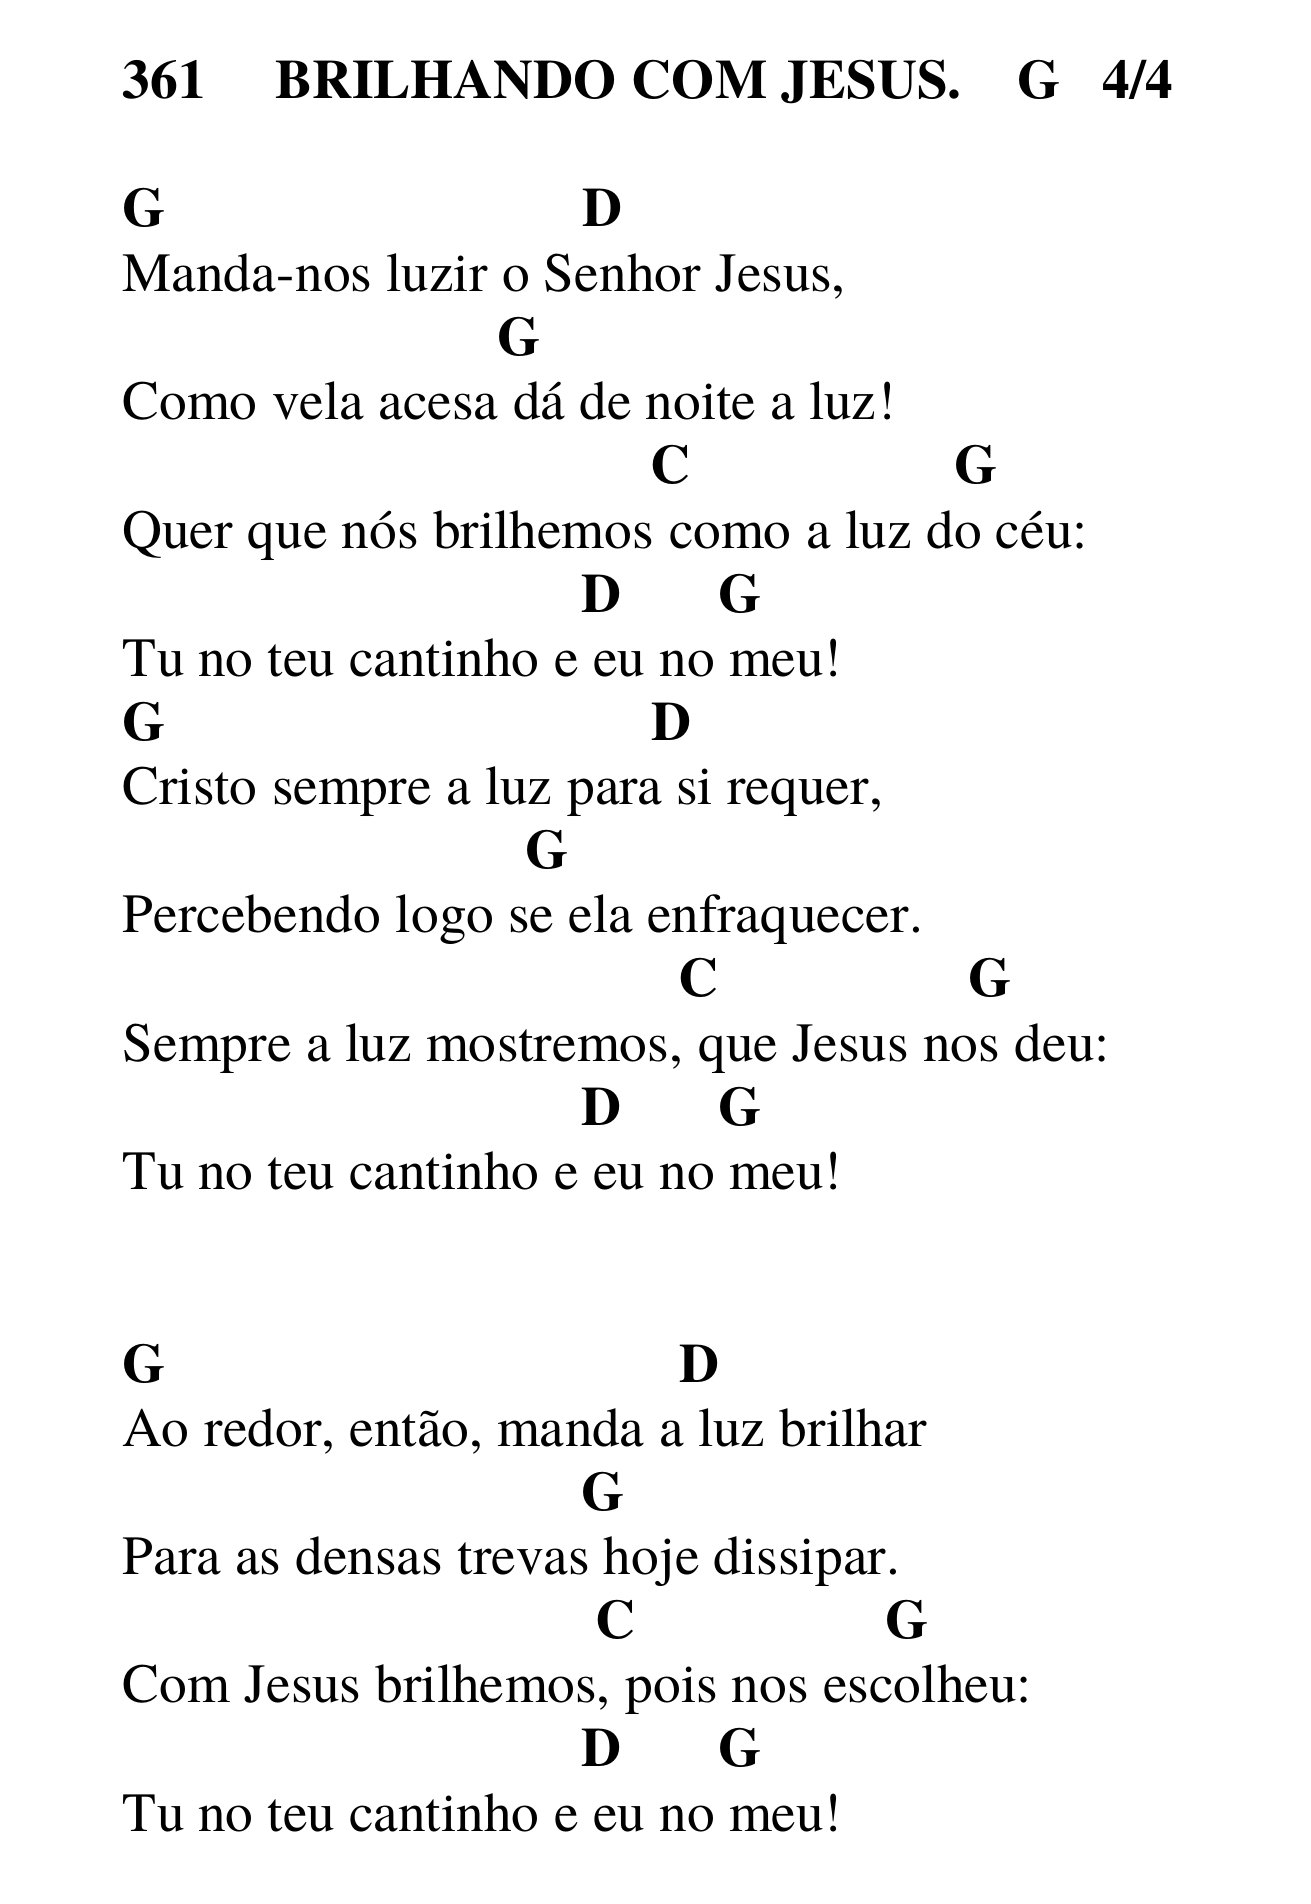 361 BRILHANDO COM JESUS. G 4/4
G D
Manda-nos luzir o Senhor Jesus,
G
Como vela acesa dá de noite a luz!
C G
Quer que nós brilhemos como a luz do céu:
D G
Tu no teu cantinho e eu no meu!
G D
Cristo sempre a luz para si requer,
G
Percebendo logo se ela enfraquecer.
C G
Sempre a luz mostremos, que Jesus nos deu:
D G
Tu no teu cantinho e eu no meu!
G D
Ao redor, então, manda a luz brilhar
G
Para as densas trevas hoje dissipar.
C G
Com Jesus brilhemos, pois nos escolheu:
D G
Tu no teu cantinho e eu no meu!